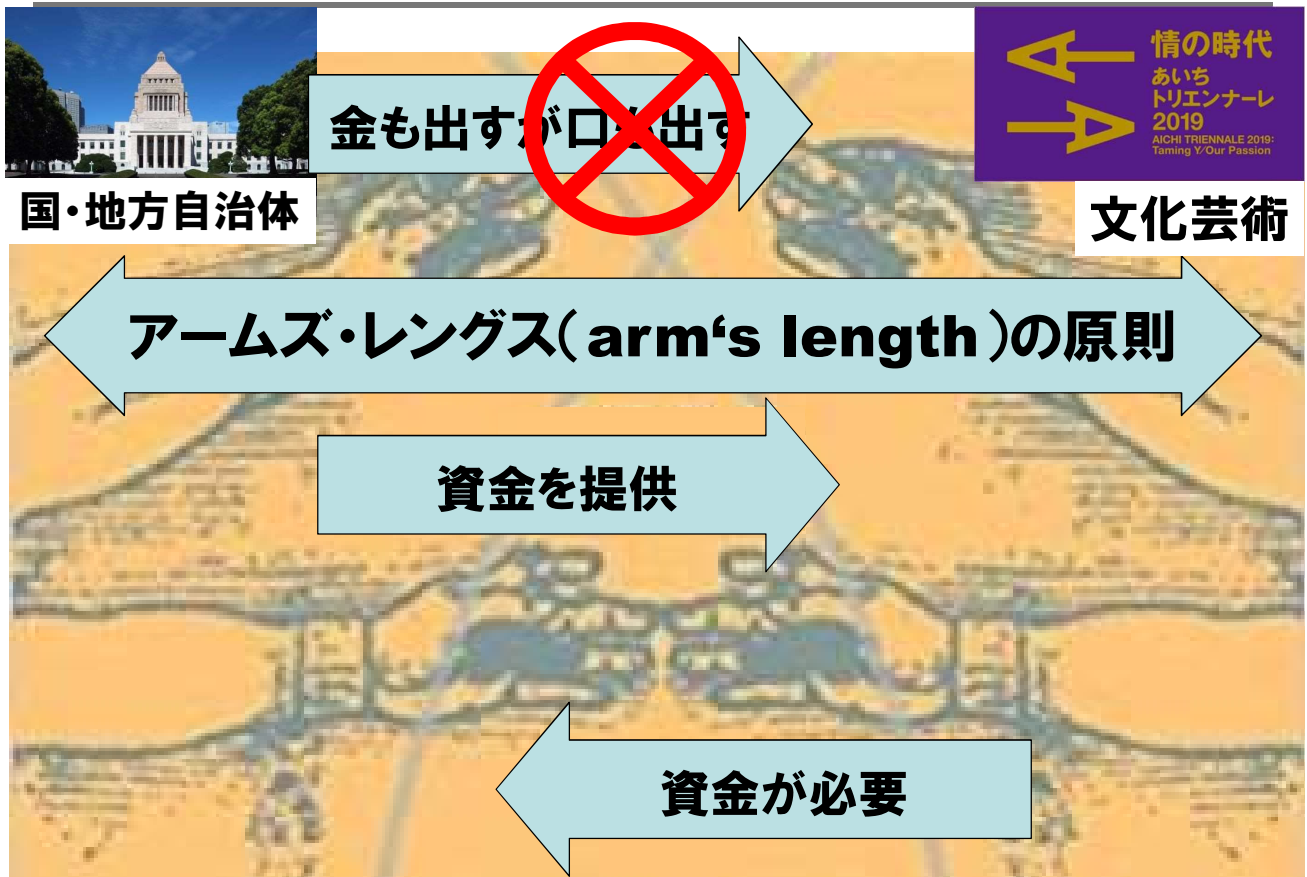 金も出すが口も出す
情の時代
あいち
トリエンナーレ
2019
AICHI TRIENNALE 2019:
Taming Y/Our Passion
国・地方自治体
文化芸術
アームズ・レングス(arm‘s length)の原則
資金を提供
資金が必要